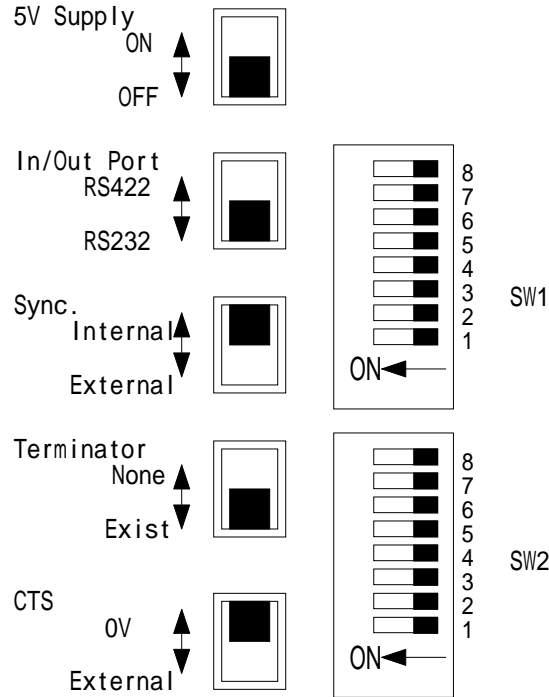 5V Supply
ON
OFF
In/Out Port
RS422
RS232
Sync.
Internal
External
Terminator
None
Exist
CTS
0V
External
8
7
6
5
4
3
2
1
ON
SW1
8
7
6
5
4
3
2
1
ON
SW2